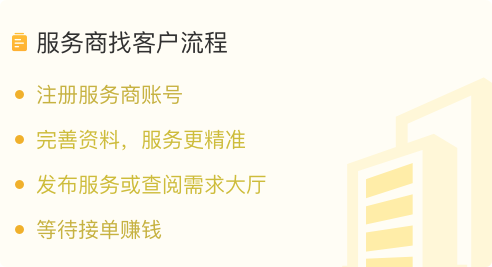 服务商找客户流程
注册服务商账号
完善资料，服务更精准
发布服务或查阅需求大厅
等待接单赚钱